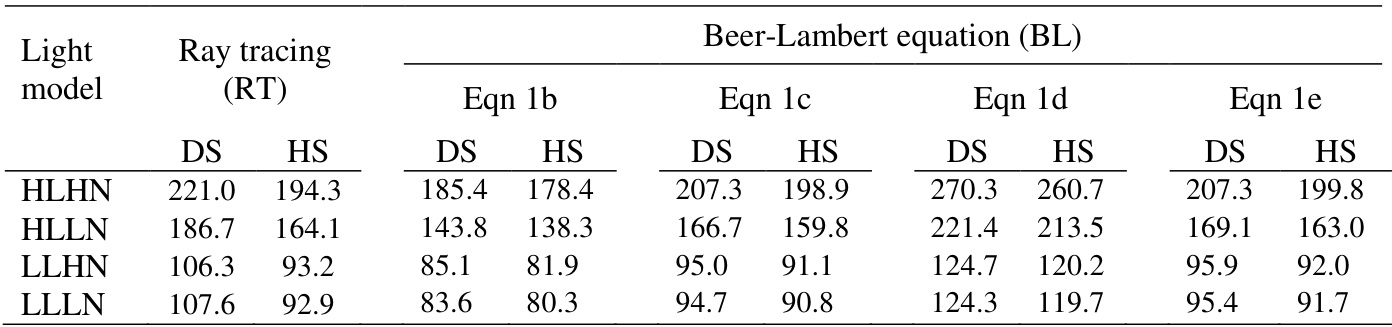 Light model Ray tracing (RT) Beer-Lambert equation (BL)
Eqn 1b Eqn 1c Eqn 1d Eqn 1e
DS HS DS HS DS HS DS HS DS HS
HLHN 221.0 194.3 185.4 178.4 207.3 198.9 270.3 260.7 207.3 199.8
HLLN 186.7 164.1 143.8 138.3 166.7 159.8 221.4 213.5 169.1 163.0
LLHN 106.3 93.2 85.1 81.9 95.0 91.1 124.7 120.2 95.9 92.0
LLLN 107.6 92.9 83.6 80.3 94.7 90.8 124.3 119.7 95.4 91.7